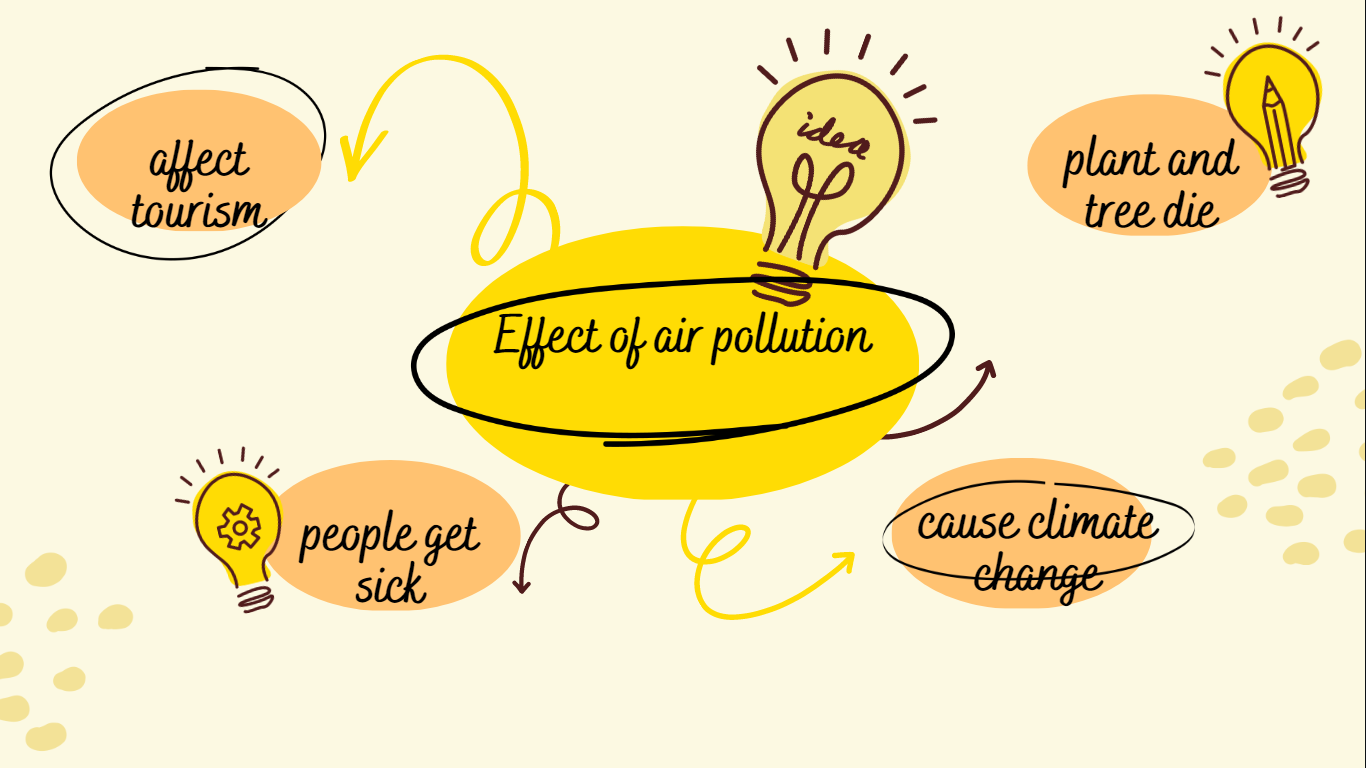 idea
affect
tourism
plant and
tree die
Effect of air pollution
people get
sick
cause climate
change